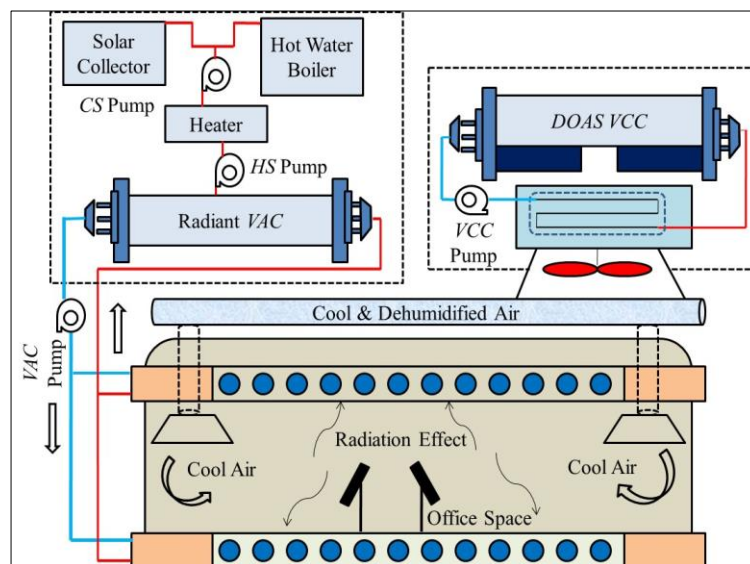 Solar
Collector
Hot Water
Boiler
CS Pump
Heater
HS Pump
Radiant VAC
DOAS VCC
VCC
Pump
Cool & Dehumidified Air
VAC
Pump
Radiation Effect
Cool Air
Cool Air
Office Space